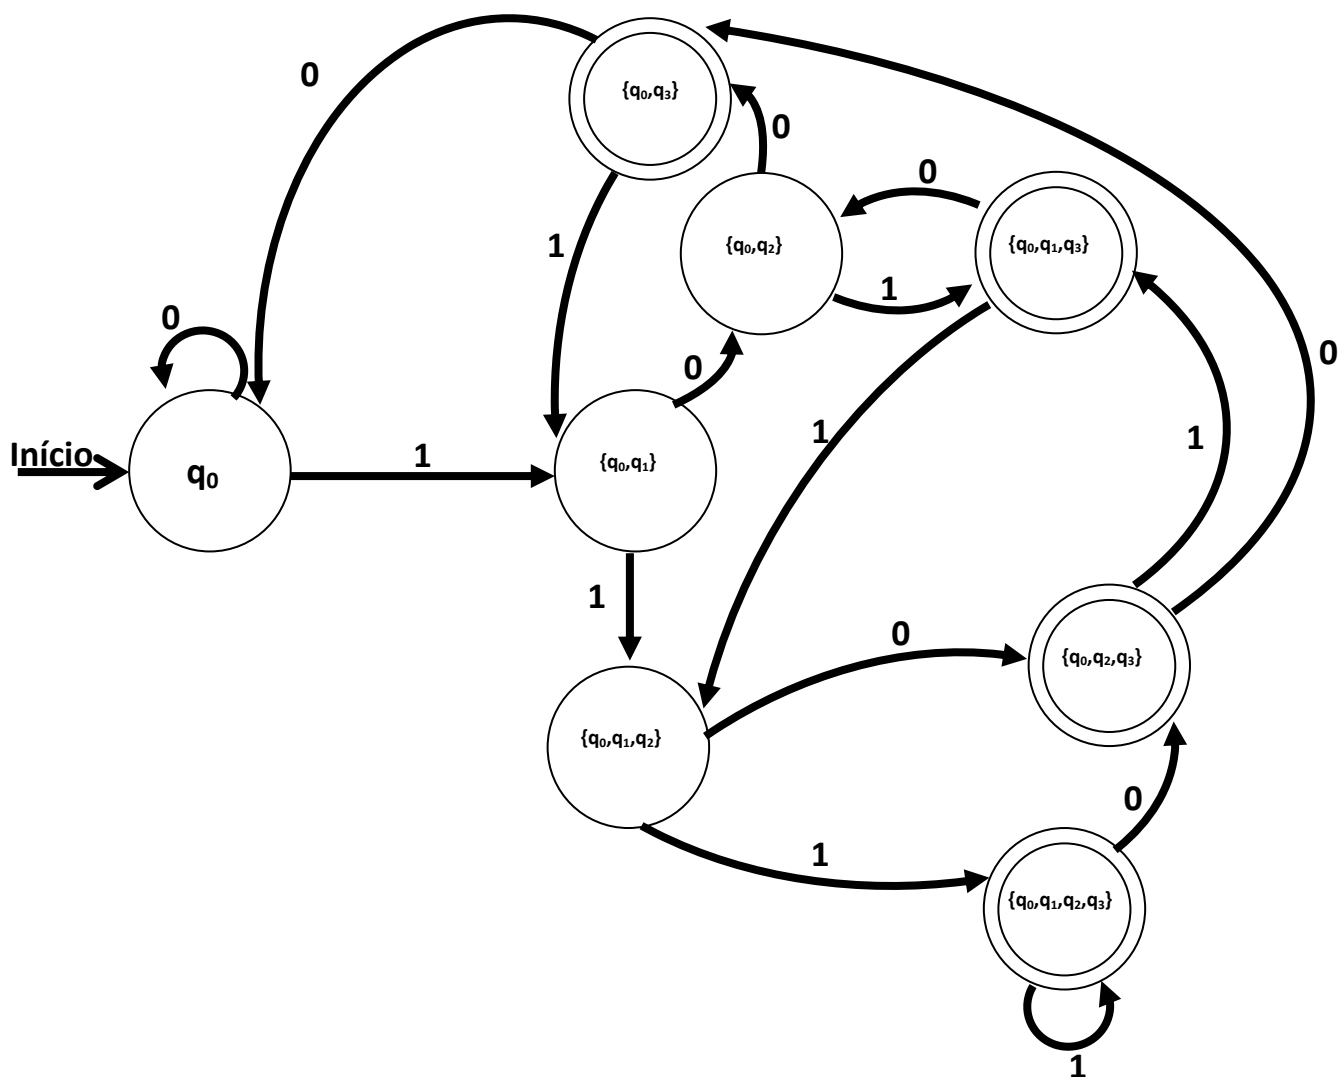 0
{q₀,q₃}
0
0
1
{q₀,q₂}
{q₀,q₁,q₃}
1
0
0
0
1
1
Início
q₀
1
{q₀,q₁}
1
0
{q₀,q₂,q₃}
{q₀,q₁,q₂}
0
1
{q₀,q₁,q₂,q₃}
1